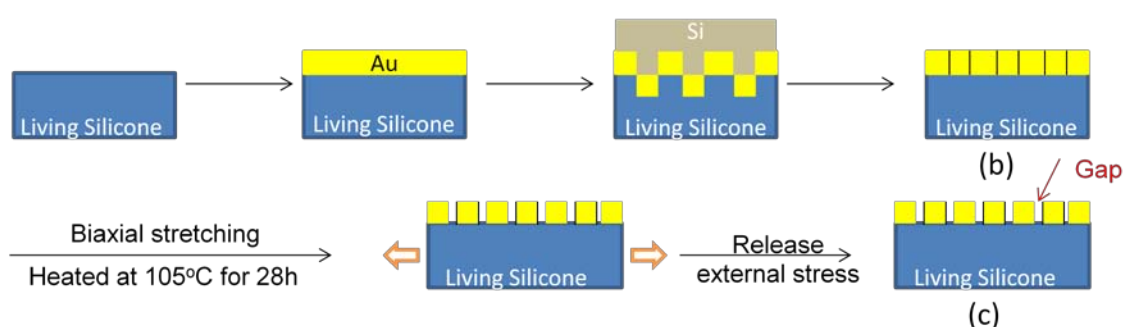 Si
Au
Living Silicone
Living Silicone
Living Silicone
Living Silicone
(b)
Gap
Biaxial stretching
Heated at 105°C for 28h
Living Silicone
Release
external stress
Living Silicone
(c)